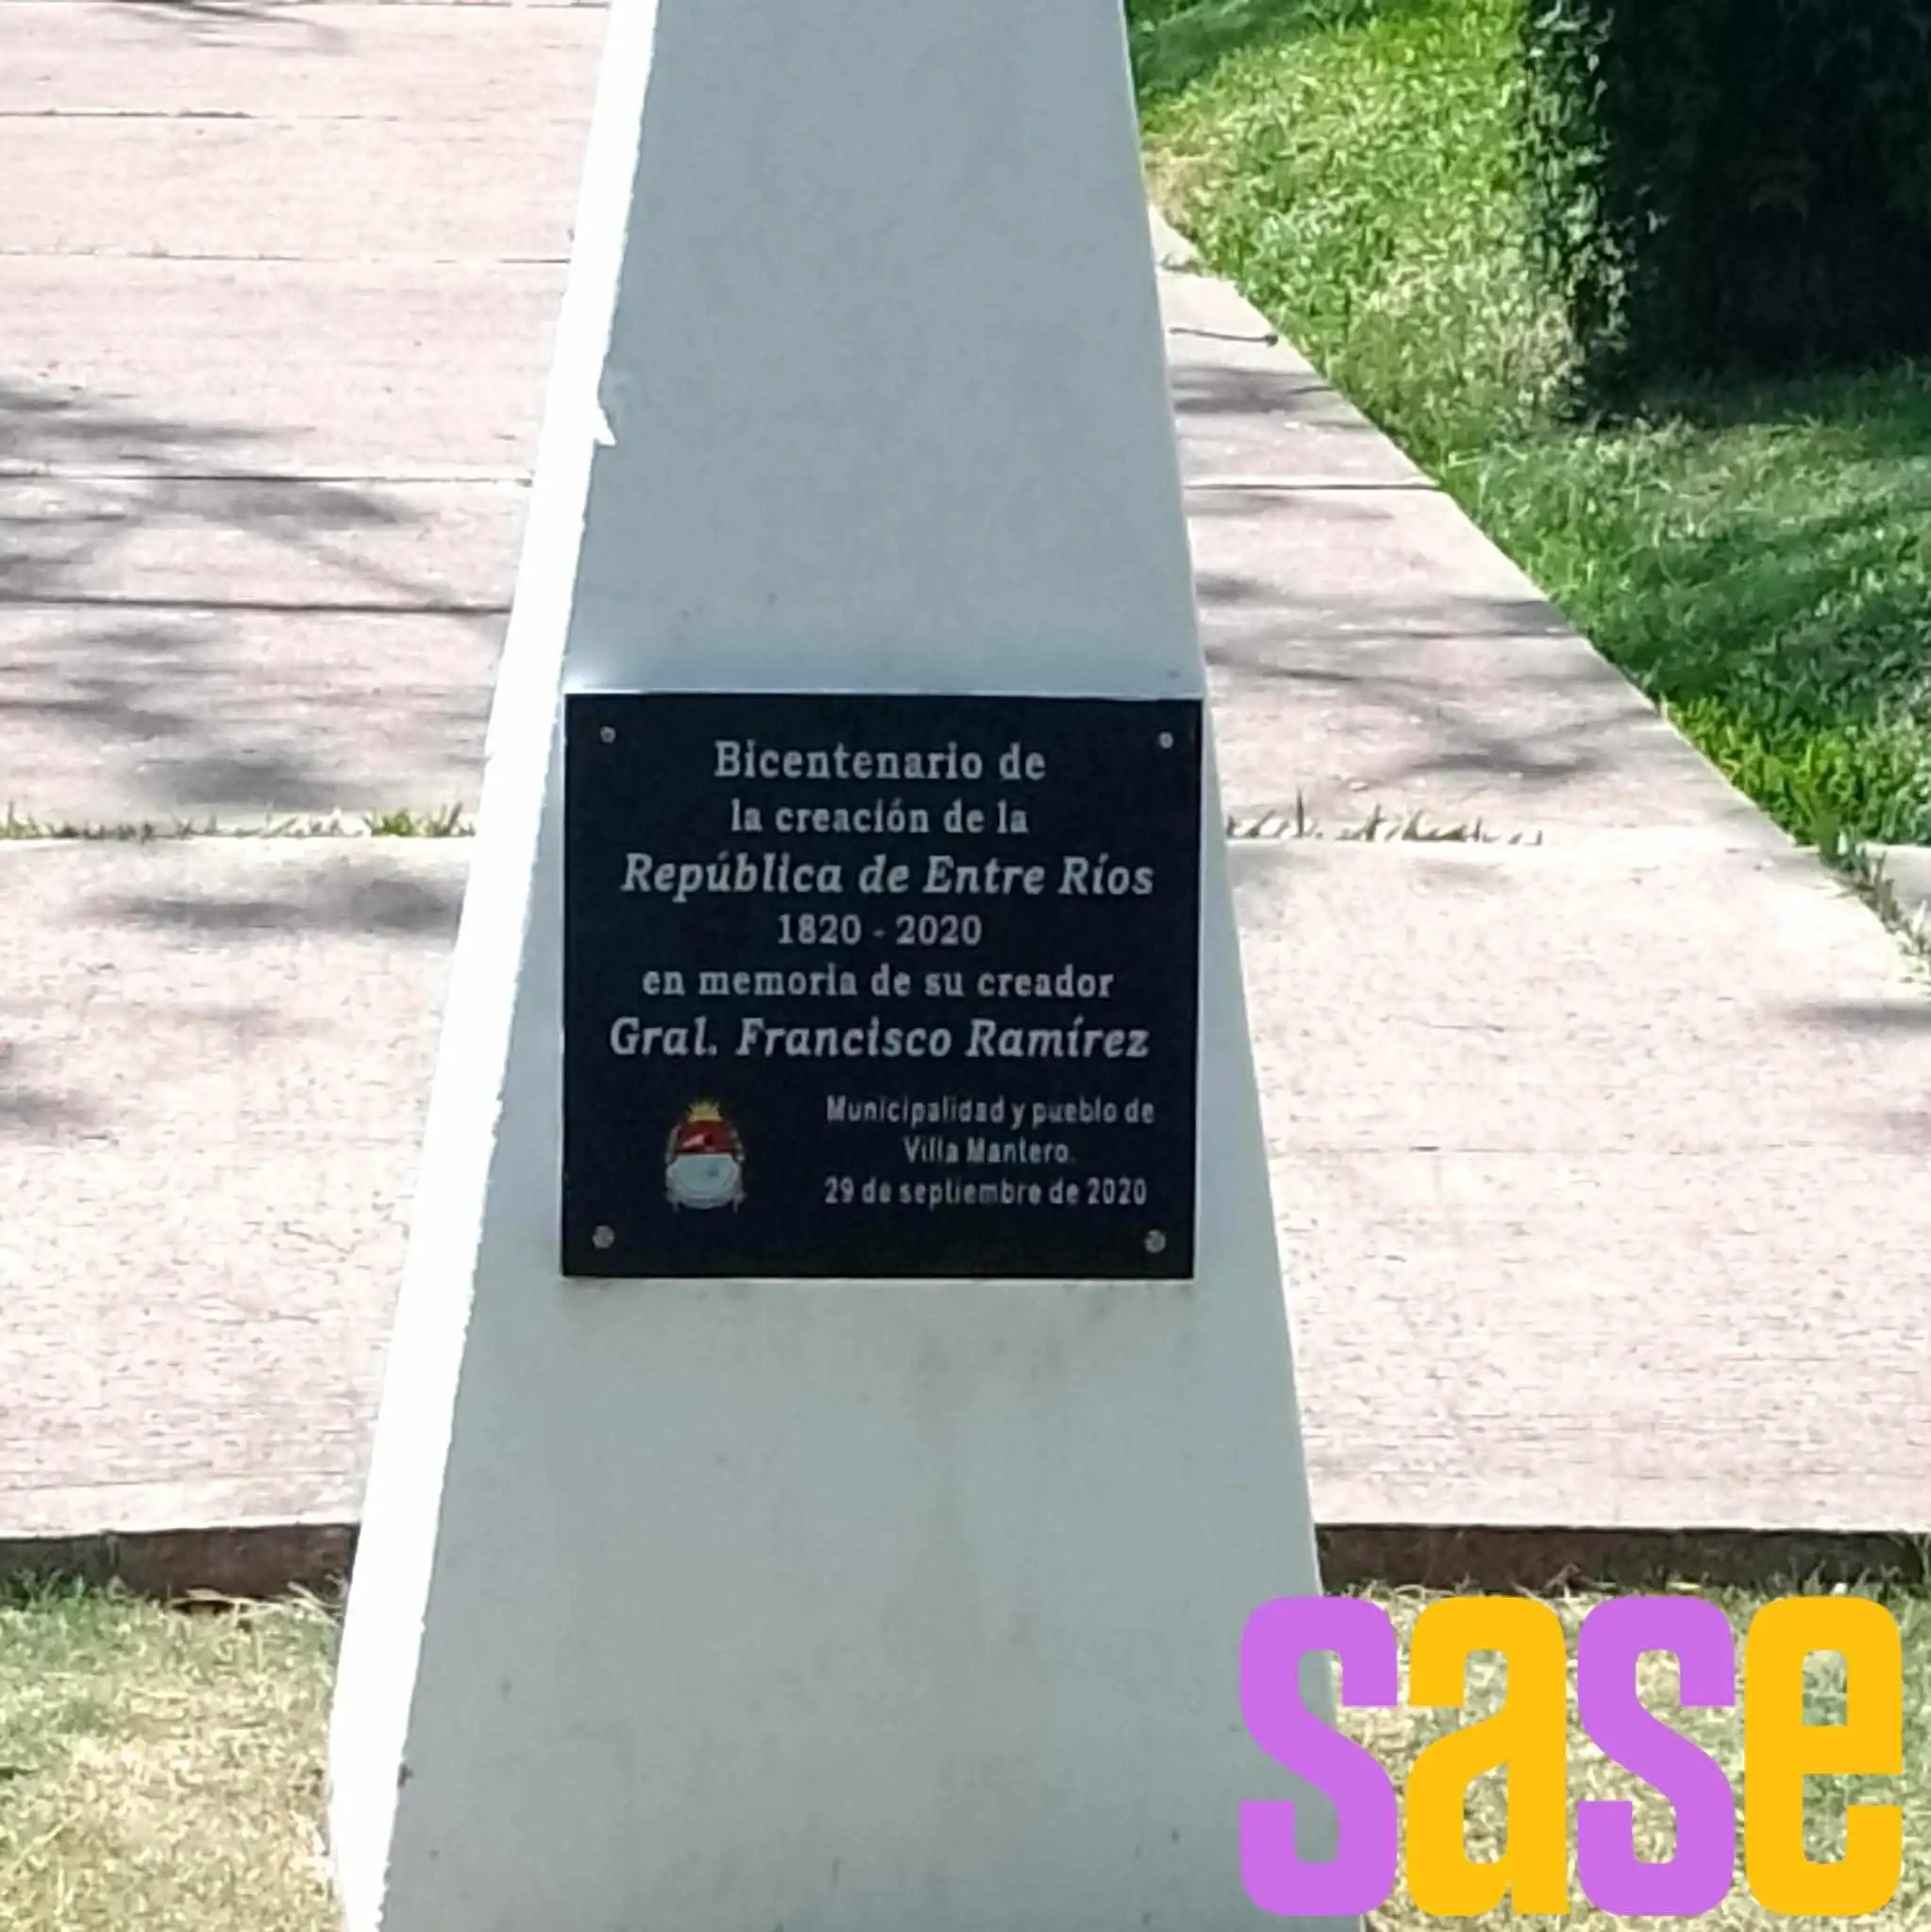 Bicentenario de
la creación de la
República de Entre Ríos
1820 - 2020
en memoria de su creador
Gral. Francisco Ramírez
Municipalidad y pueblo de
Villa Mantero.
29 de septiembre de 2020
sase